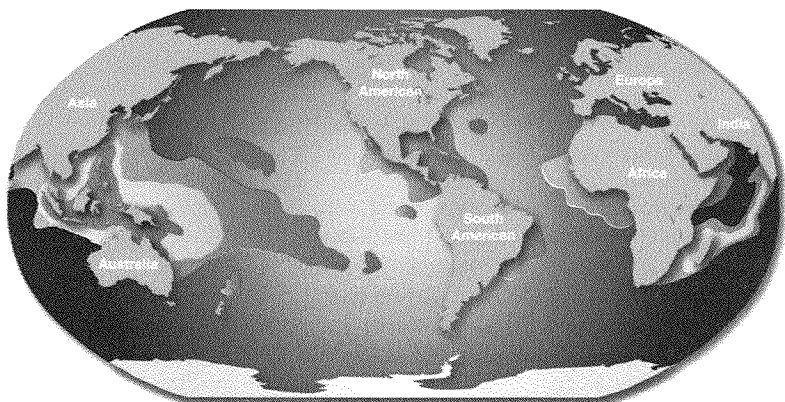 North
American
Europe
Asia
India
Africa
South
American
Australia